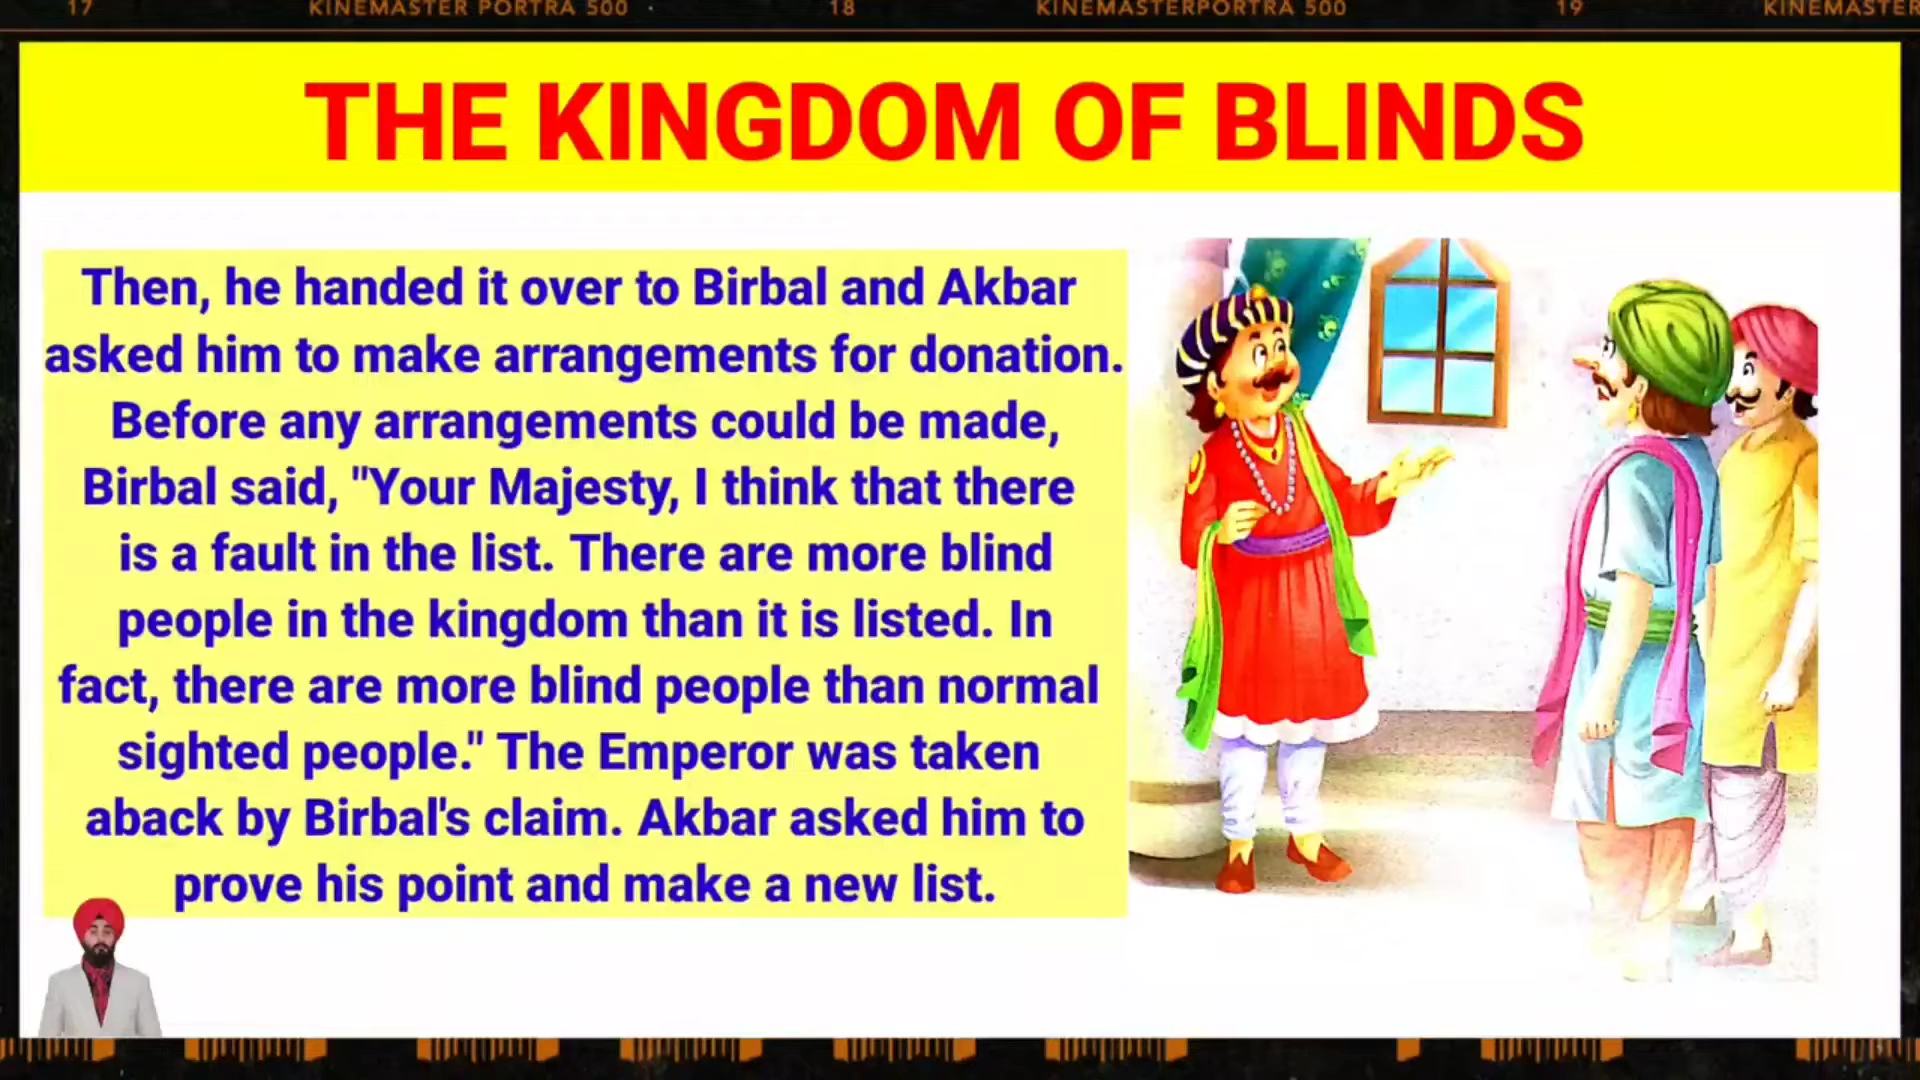 17 KINEMASTER PORTRA 500 18 KINEMASTERPORTRA 500 19 KINEMASTER
THE KINGDOM OF BLINDS
Then, he handed it over to Birbal and Akbar
asked him to make arrangements for donation.
Before any arrangements could be made,
Birbal said, "Your Majesty, I think that there
is a fault in the list. There are more blind
people in the kingdom than it is listed. In
fact, there are more blind people than normal
sighted people." The Emperor was taken
aback by Birbal's claim. Akbar asked him to
prove his point and make a new list.